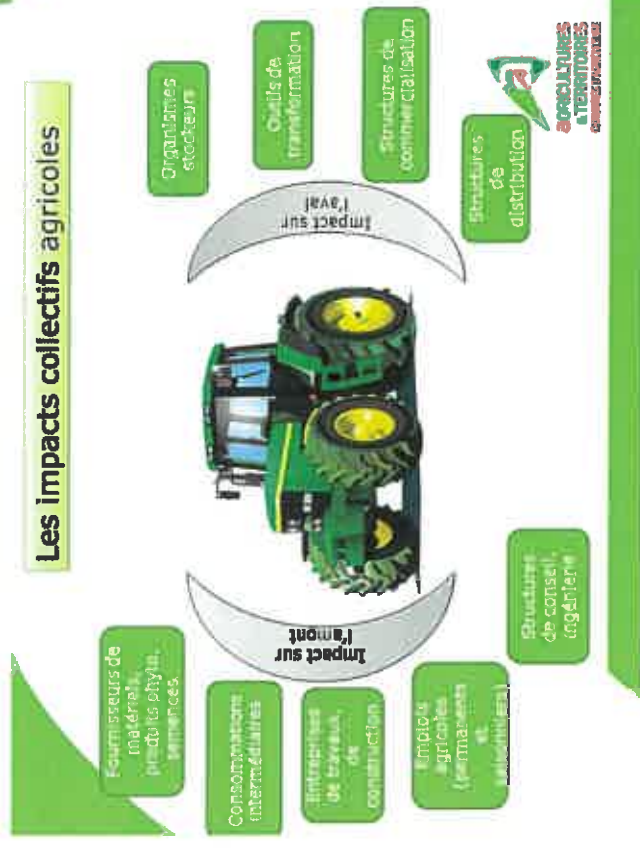 Les impacts collectifs agricoles
Fournisseurs de
matériels,
produits phyto,
semences.
Consommations
intermédiaires
Entreprises
de travaux,
de
construction
Emplois
agricoles
(permanents
et
saisonniers)
Structures
de conseil,
ingénierie
Impact sur
l'amont
Impact sur
l'aval
Organismes
stockeurs
Outils de
transformation
Structures de
commercialisation
Structures
de
distribution
AGRICULTURES
& TERRITOIRES
CHAMBRES D'AGRICULTURE